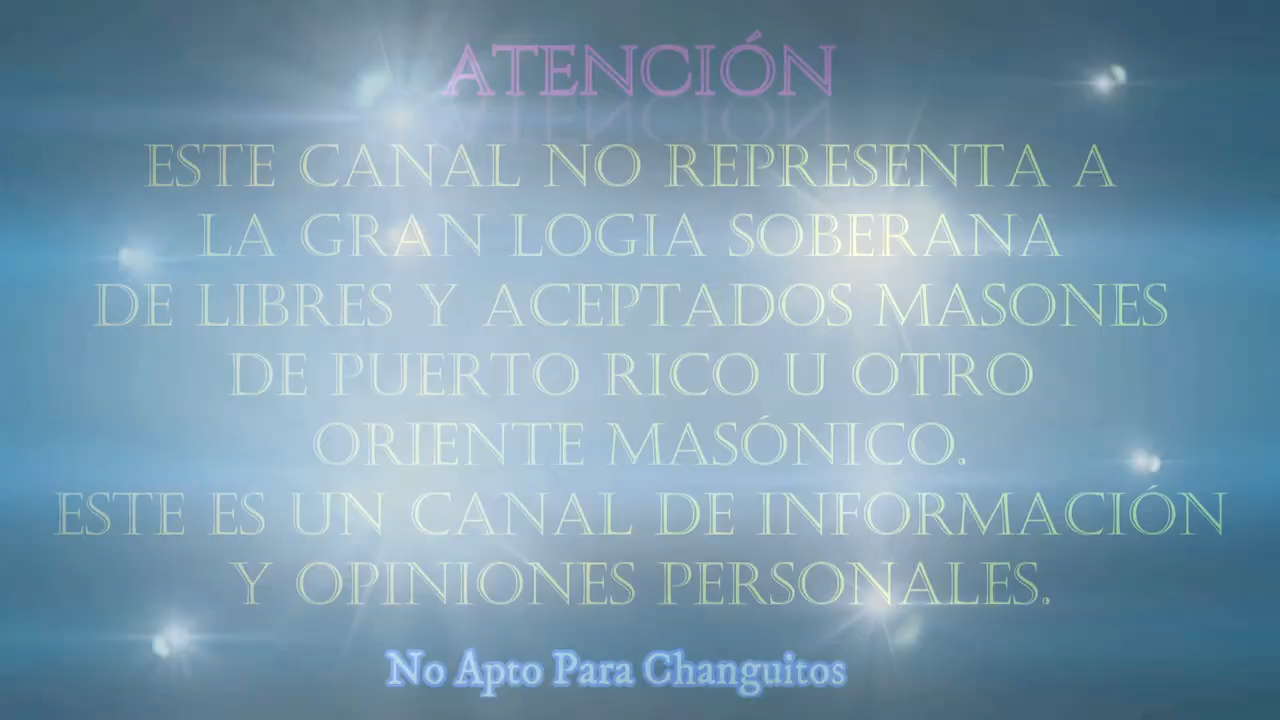 ATENCIÓN
ESTE CANAL NO REPRESENTA A
LA GRAN LOGIA SOBERANA
DE LIBRES Y ACEPTADOS MASONES
DE PUERTO RICO U OTRO
ORIENTE MASÓNICO.
ESTE ES UN CANAL DE INFORMACIÓN
Y OPINIONES PERSONALES.
No Apto Para Changuitos